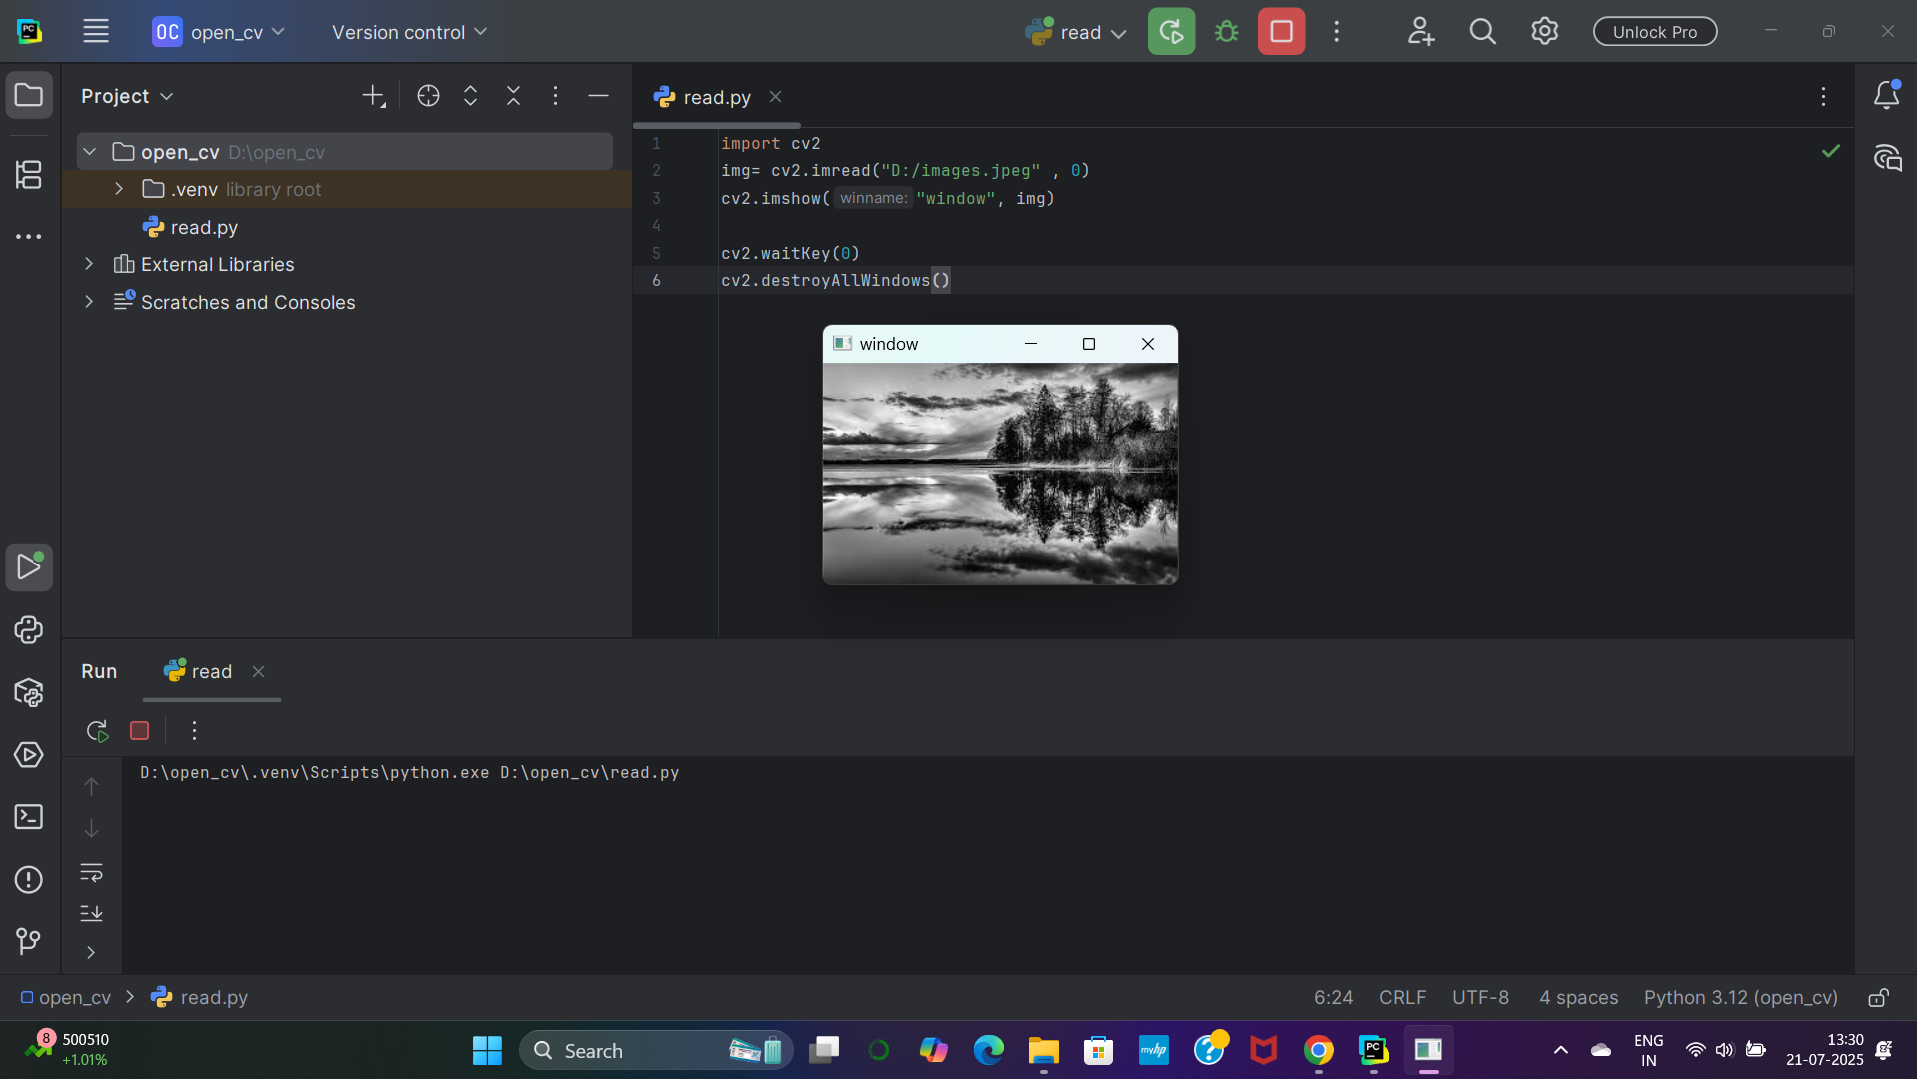 PC
OC open_cv
Version control
read
Unlock Pro
Project
open_cv D:\open_cv
.venv library root
read.py
External Libraries
Scratches and Consoles
read.py
1 import cv2
2 img= cv2.imread("D:/images.jpeg" , 0)
3 cv2.imshow( winname: "window", img)
4
5 cv2.waitKey(0)
6 cv2.destroyAllWindows()
window
Run
read
D:\open_cv\.venv\Scripts\python.exe D:\open_cv\read.py
open_cv > read.py
6:24 CRLF UTF-8 4 spaces Python 3.12 (open_cv)
8
500510
+1.01%
Search
myhp
PC
ENG
IN
13:30
21-07-2025